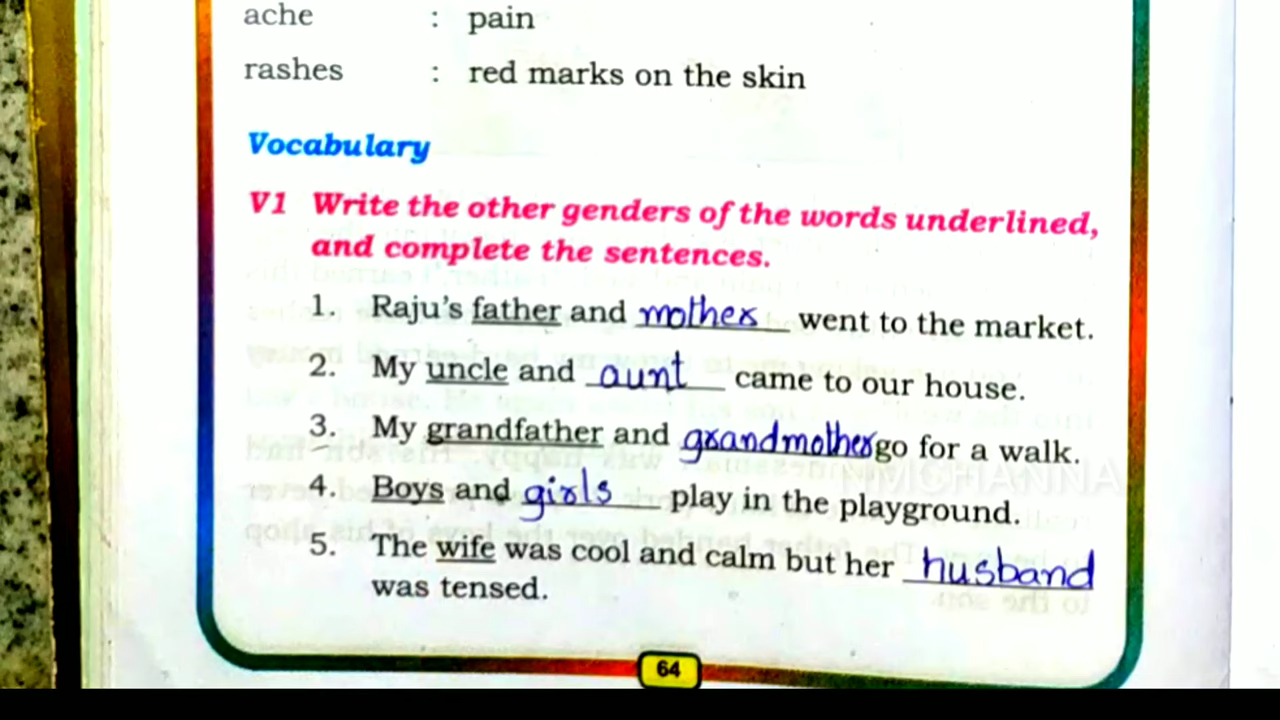 ache : pain
rashes : red marks on the skin
Vocabulary
V1 Write the other genders of the words underlined,
and complete the sentences.
1. Raju's father and mother went to the market.
2. My uncle and aunt came to our house.
3. My grandfather and grandmother go for a walk.
4. Boys and girls play in the playground.
5. The wife was cool and calm but her husband
was tensed.
64